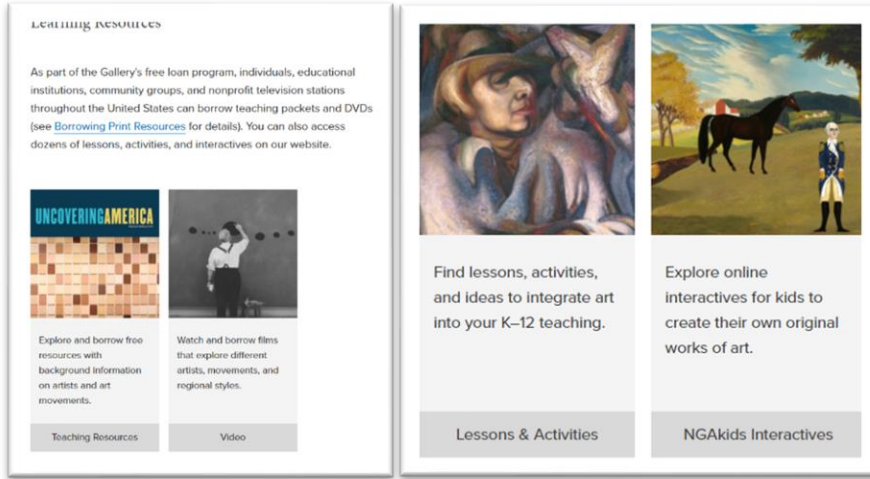 Learning Resources
As part of the Gallery's free loan program, individuals, educational
institutions, community groups, and nonprofit television stations
throughout the United States can borrow teaching packets and DVDs
(see Borrowing Print Resources for details). You can also access
dozens of lessons, activities, and interactives on our website.
UNCOVERINGAMERICA
Explore and borrow free
resources with
background information
on artists and art
movements.
Teaching Resources
Watch and borrow films
that explore different
artists, movements, and
regional styles.
Video
Find lessons, activities,
and ideas to integrate art
into your K–12 teaching.
Lessons & Activities
Explore online
interactives for kids to
create their own original
works of art.
NGAkids Interactives